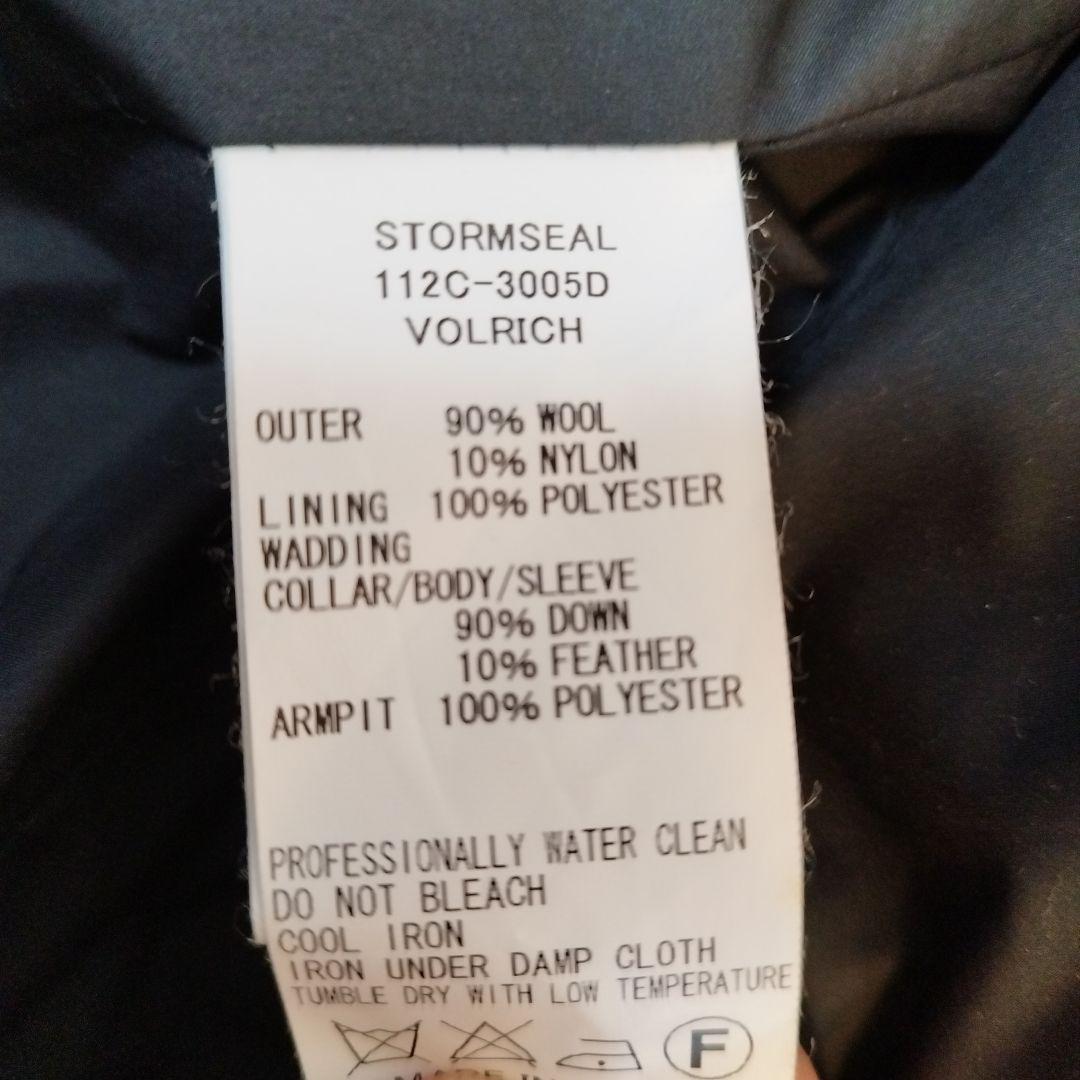 STORMSEAL
112C-3005D
VOLRICH
OUTER 90% WOOL
10% NYLON
LINING 100% POLYESTER
WADDING
COLLAR/BODY/SLEEVE
90% DOWN
10% FEATHER
ARMPIT 100% POLYESTER
PROFESSIONALLY WATER CLEAN
DO NOT BLEACH
COOL IRON
IRON UNDER DAMP CLOTH
TUMBLE DRY WITH LOW TEMPERATURE
F
MADE IN